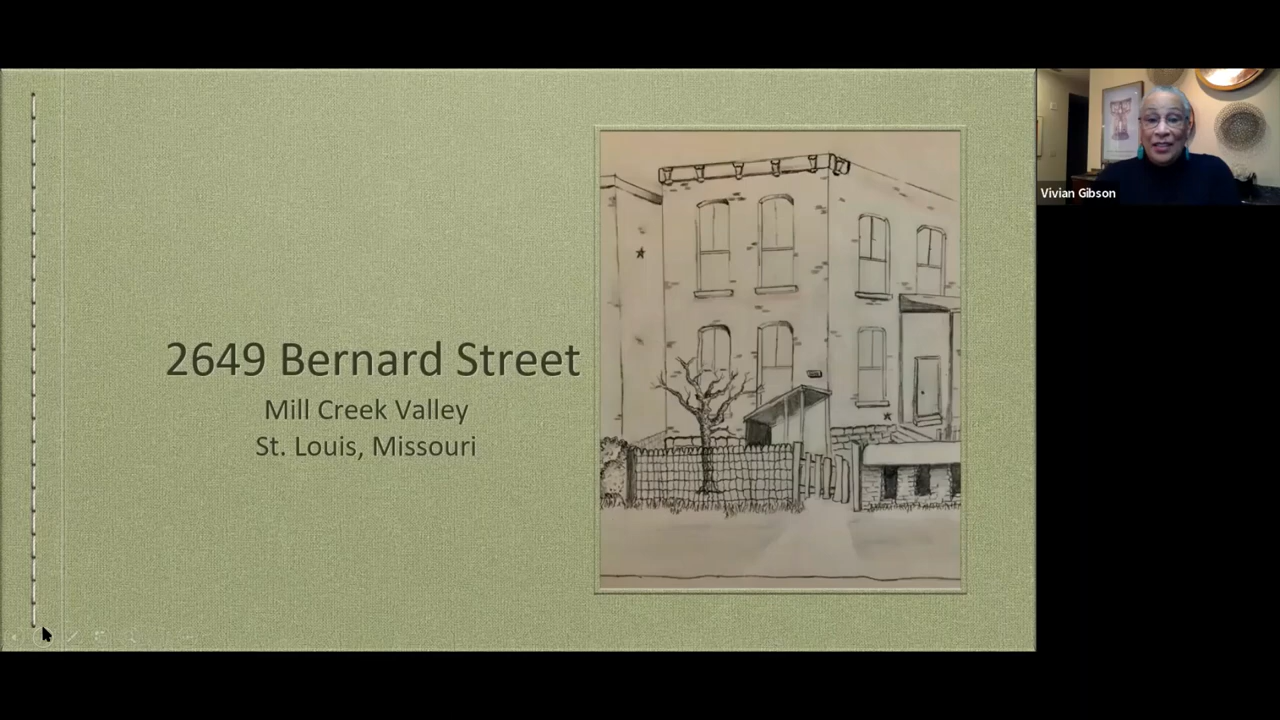 2649 Bernard Street
Mill Creek Valley
St. Louis, Missouri
Vivian Gibson